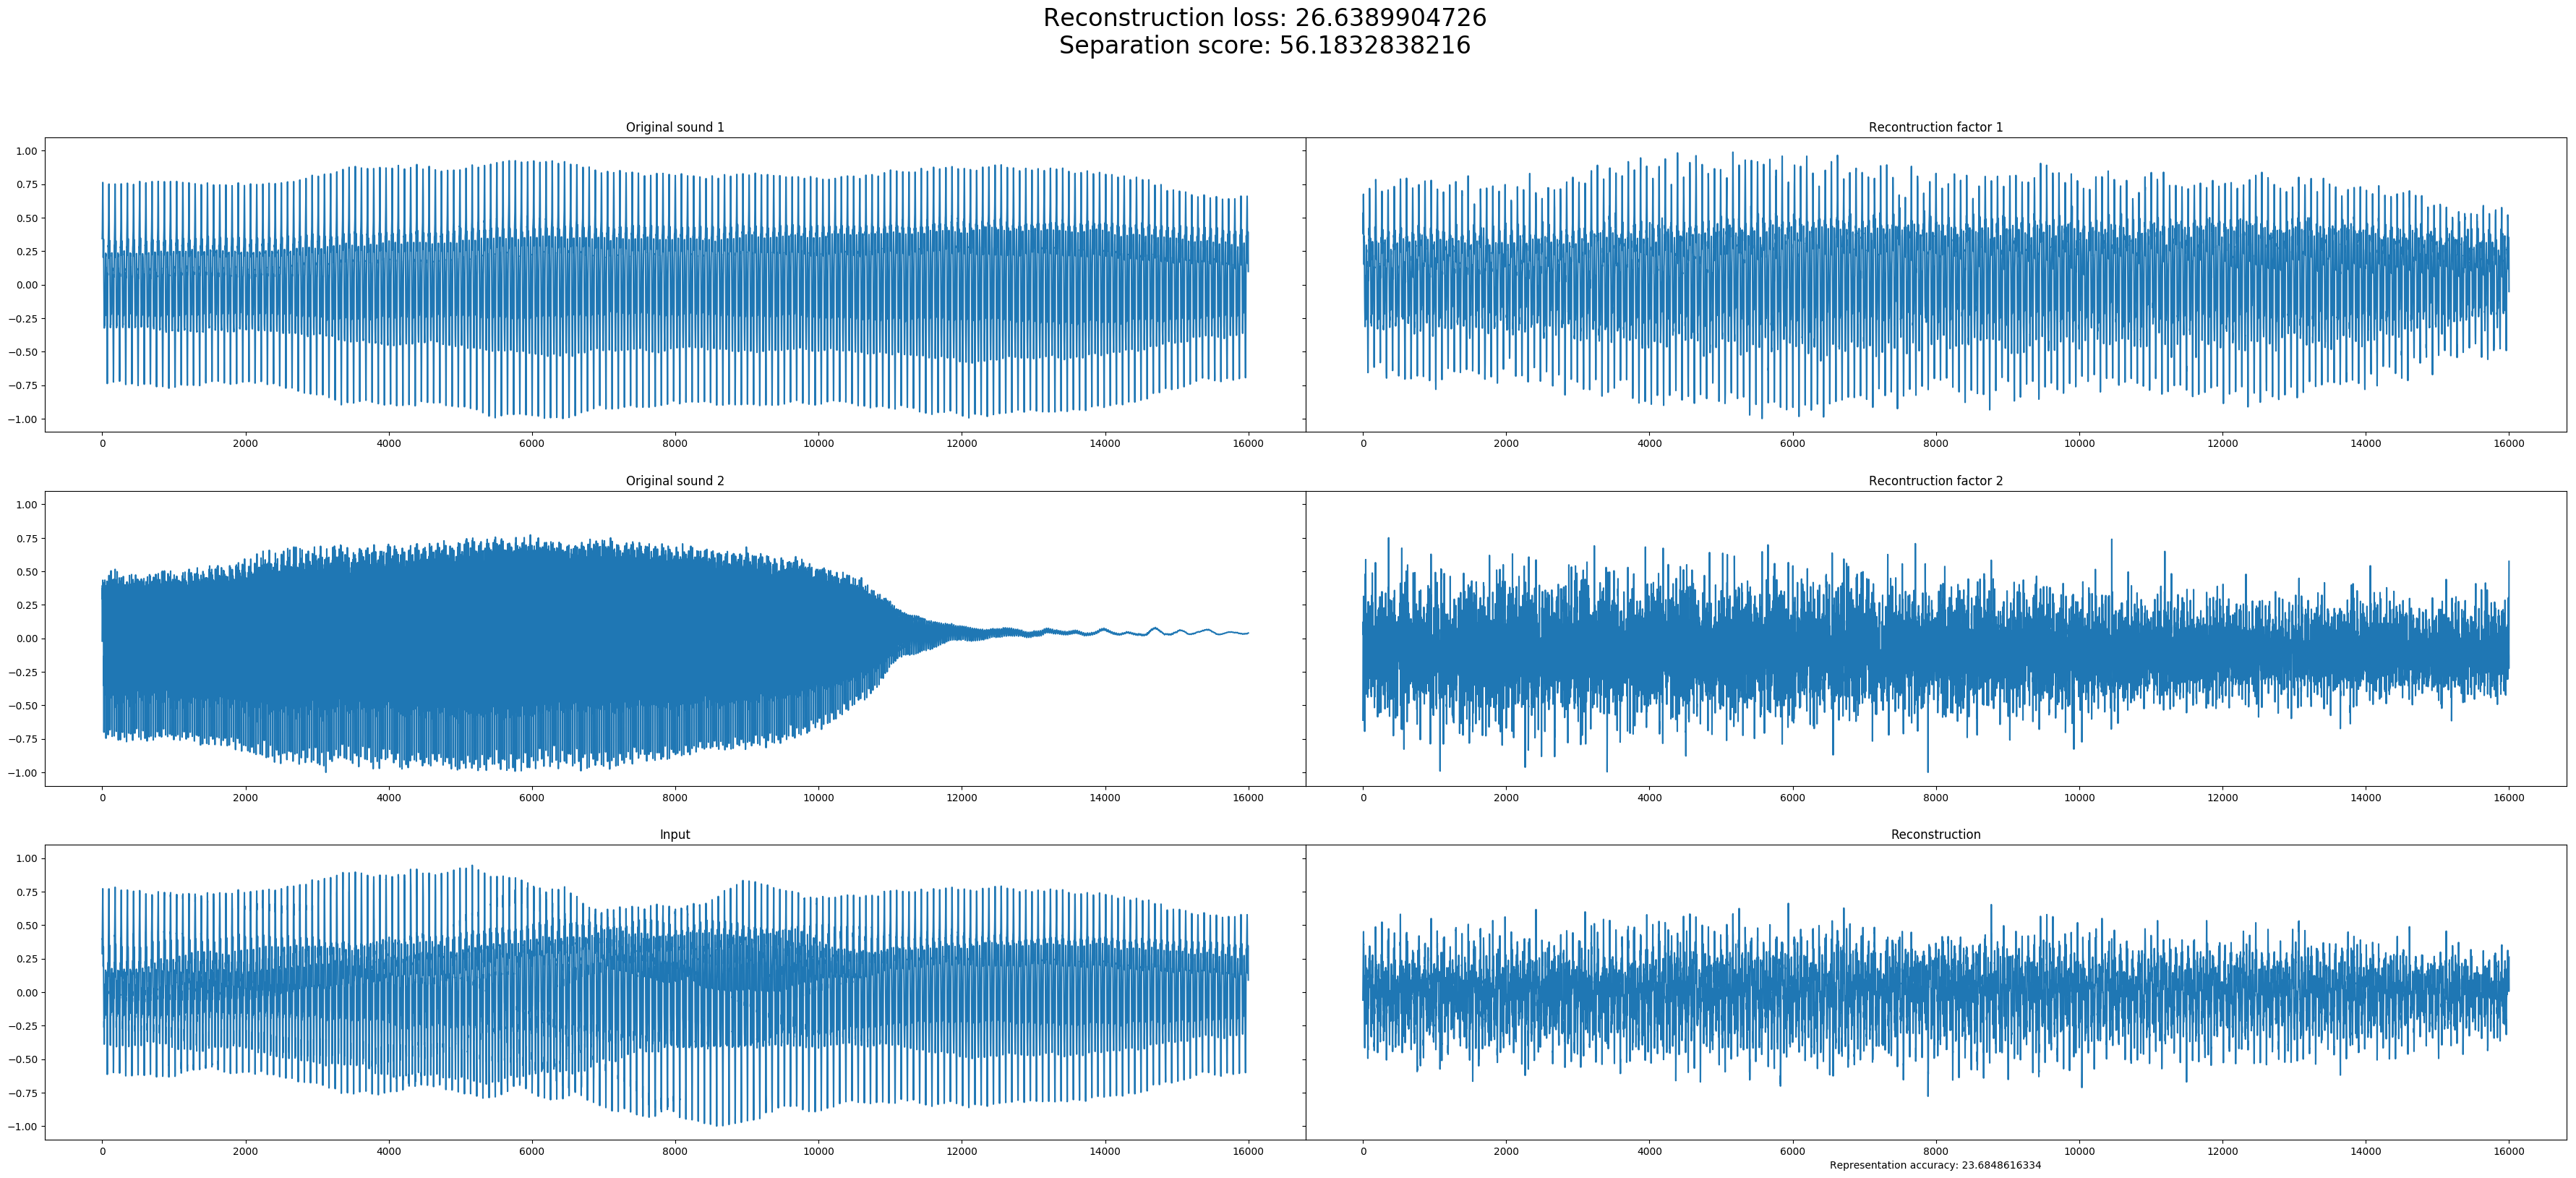 Reconstruction loss: 26.6389904726
Separation score: 56.1832838216
Original sound 1
Recontruction factor 1
1.00
0.75
0.50
0.25
0.00
−0.25
−0.50
−0.75
−1.00
0 2000 4000 6000 8000 10000 12000 14000 16000
0 2000 4000 6000 8000 10000 12000 14000 16000
Original sound 2
Recontruction factor 2
1.00
0.75
0.50
0.25
0.00
−0.25
−0.50
−0.75
−1.00
0 2000 4000 6000 8000 10000 12000 14000 16000
0 2000 4000 6000 8000 10000 12000 14000 16000
Input
Reconstruction
1.00
0.75
0.50
0.25
0.00
−0.25
−0.50
−0.75
−1.00
0 2000 4000 6000 8000 10000 12000 14000 16000
0 2000 4000 6000 8000 10000 12000 14000 16000
Representation accuracy: 23.6848616334